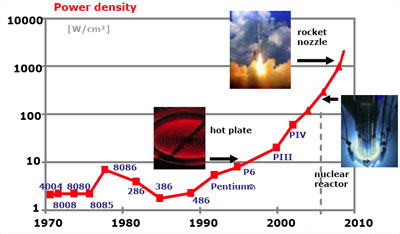 Power density
[W/cm²]
10000
1000
100
10
1
rocket
nozzle
hot plate
nuclear
reactor
4004
8008
8080
8085
8086
286
386
486
Pentium®
P6
PIII
PIV
1970
1980
1990
2000
2010